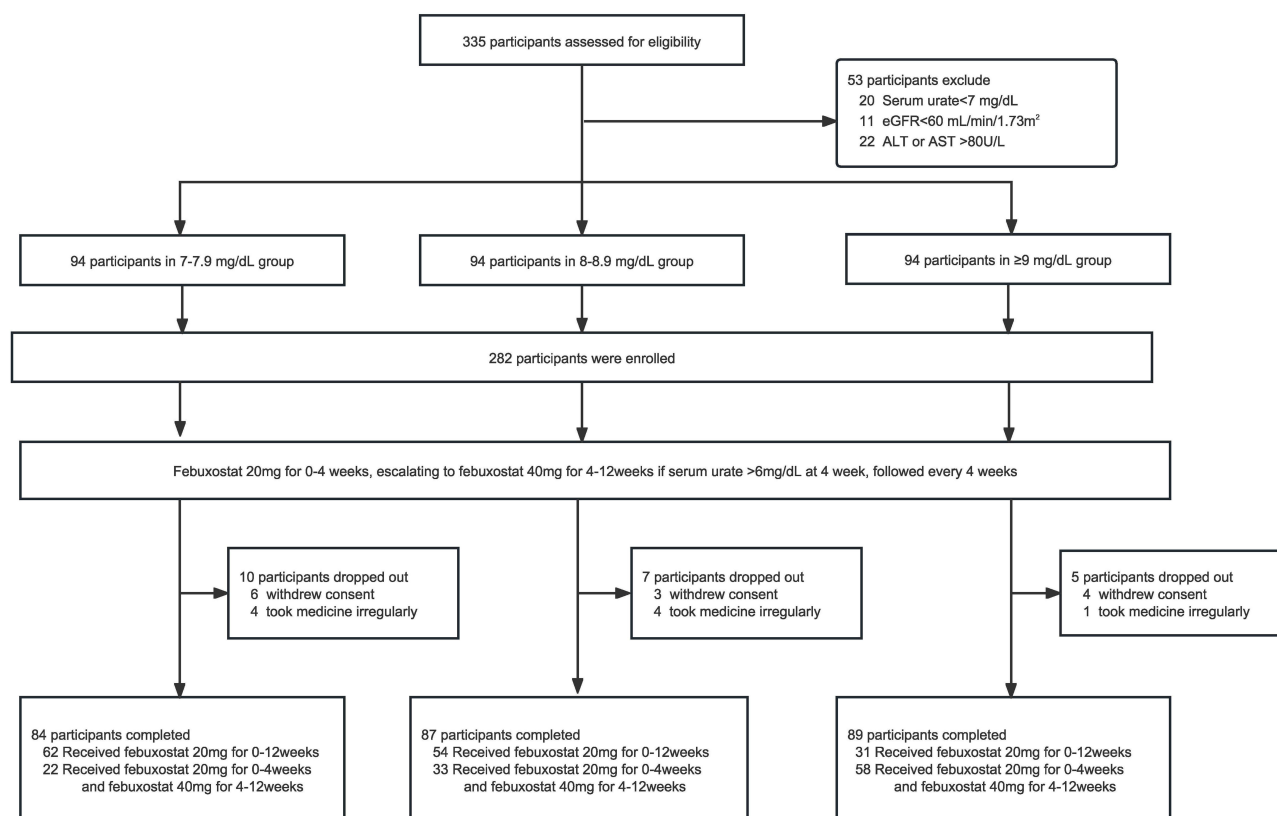 335 participants assessed for eligibility
53 participants exclude
20 Serum urate<7 mg/dL
11 eGFR<60 mL/min/1.73m²
22 ALT or AST >80U/L
94 participants in 7-7.9 mg/dL group
94 participants in 8-8.9 mg/dL group
94 participants in ≥9 mg/dL group
282 participants were enrolled
Febuxostat 20mg for 0-4 weeks, escalating to febuxostat 40mg for 4-12weeks if serum urate >6mg/dL at 4 week, followed every 4 weeks
10 participants dropped out
6 withdrew consent
4 took medicine irregularly
7 participants dropped out
3 withdrew consent
4 took medicine irregularly
5 participants dropped out
4 withdrew consent
1 took medicine irregularly
84 participants completed
62 Received febuxostat 20mg for 0-12weeks
22 Received febuxostat 20mg for 0-4weeks
and febuxostat 40mg for 4-12weeks
87 participants completed
54 Received febuxostat 20mg for 0-12weeks
33 Received febuxostat 20mg for 0-4weeks
and febuxostat 40mg for 4-12weeks
89 participants completed
31 Received febuxostat 20mg for 0-12weeks
58 Received febuxostat 20mg for 0-4weeks
and febuxostat 40mg for 4-12weeks